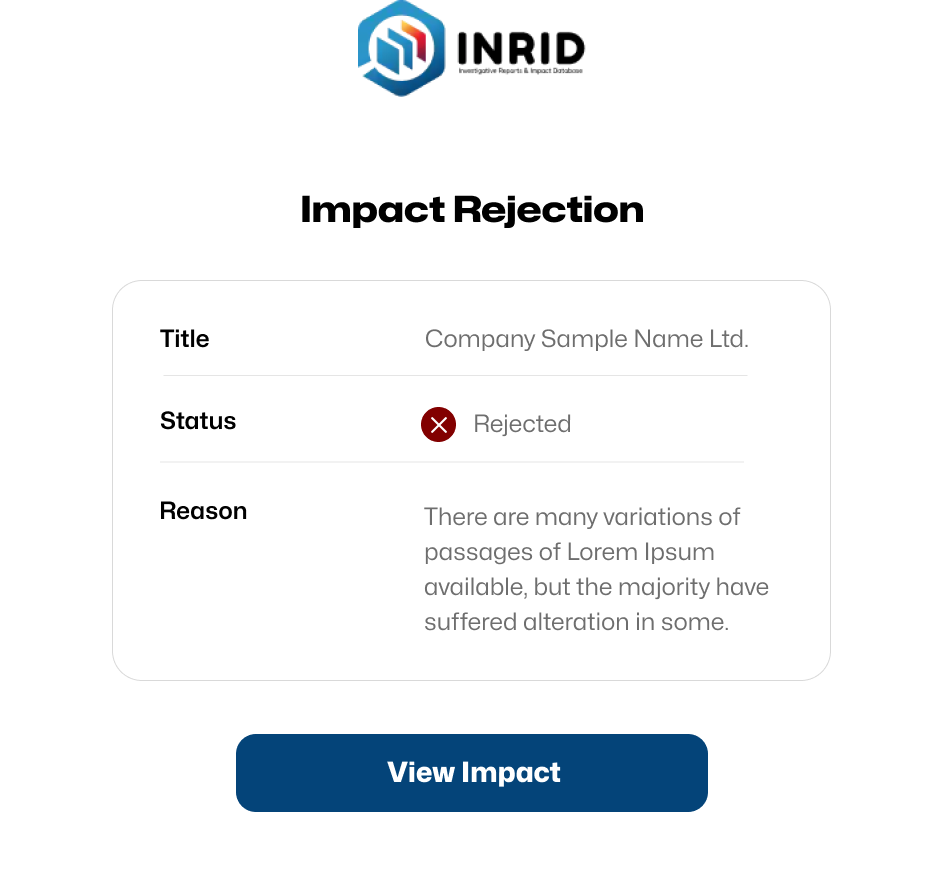 INRID
Investigative Reports & Impact Database
Impact Rejection
Title
Company Sample Name Ltd.
Status
Rejected
Reason
There are many variations of
passages of Lorem Ipsum
available, but the majority have
suffered alteration in some.
View Impact